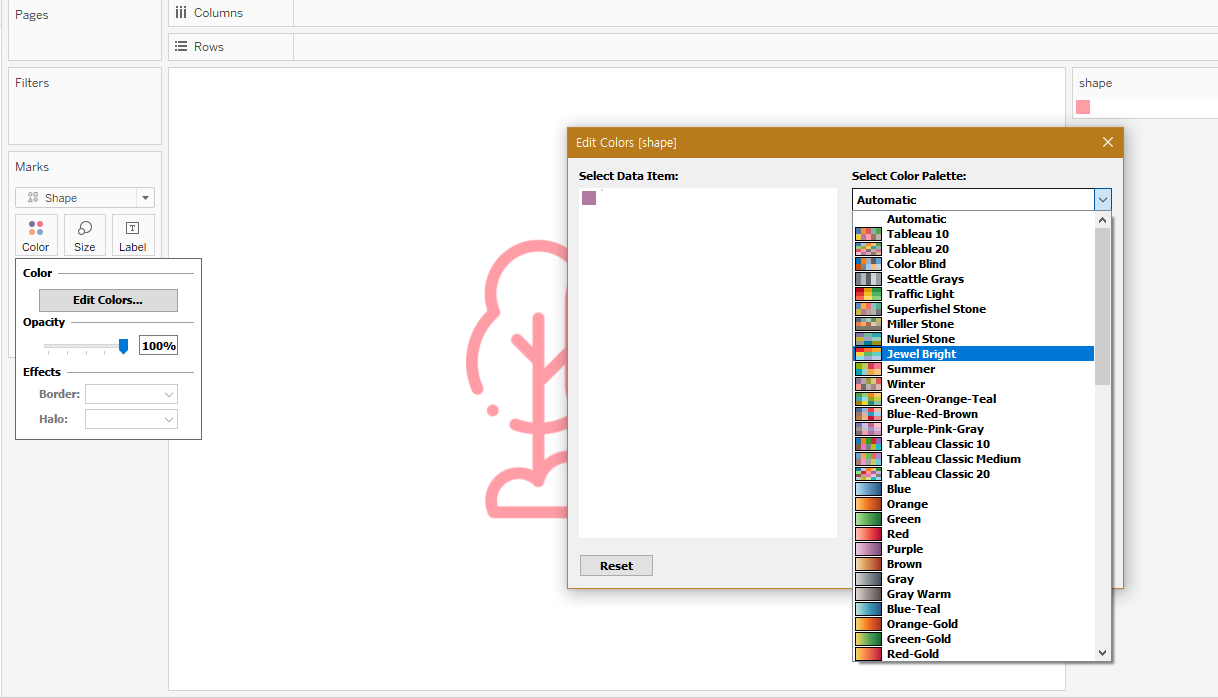 Pages
Columns
Rows
Filters
shape
Marks
Shape
Color
Size
Label
Color
Edit Colors...
Opacity
100%
Effects
Border:
Halo:
Edit Colors [shape]
Select Data Item:
Reset
Select Color Palette:
Automatic
Automatic
Tableau 10
Tableau 20
Color Blind
Seattle Grays
Traffic Light
Superfishel Stone
Miller Stone
Nuriel Stone
Jewel Bright
Summer
Winter
Green-Orange-Teal
Blue-Red-Brown
Purple-Pink-Gray
Tableau Classic 10
Tableau Classic Medium
Tableau Classic 20
Blue
Orange
Green
Red
Purple
Brown
Gray
Gray Warm
Blue-Teal
Orange-Gold
Green-Gold
Red-Gold